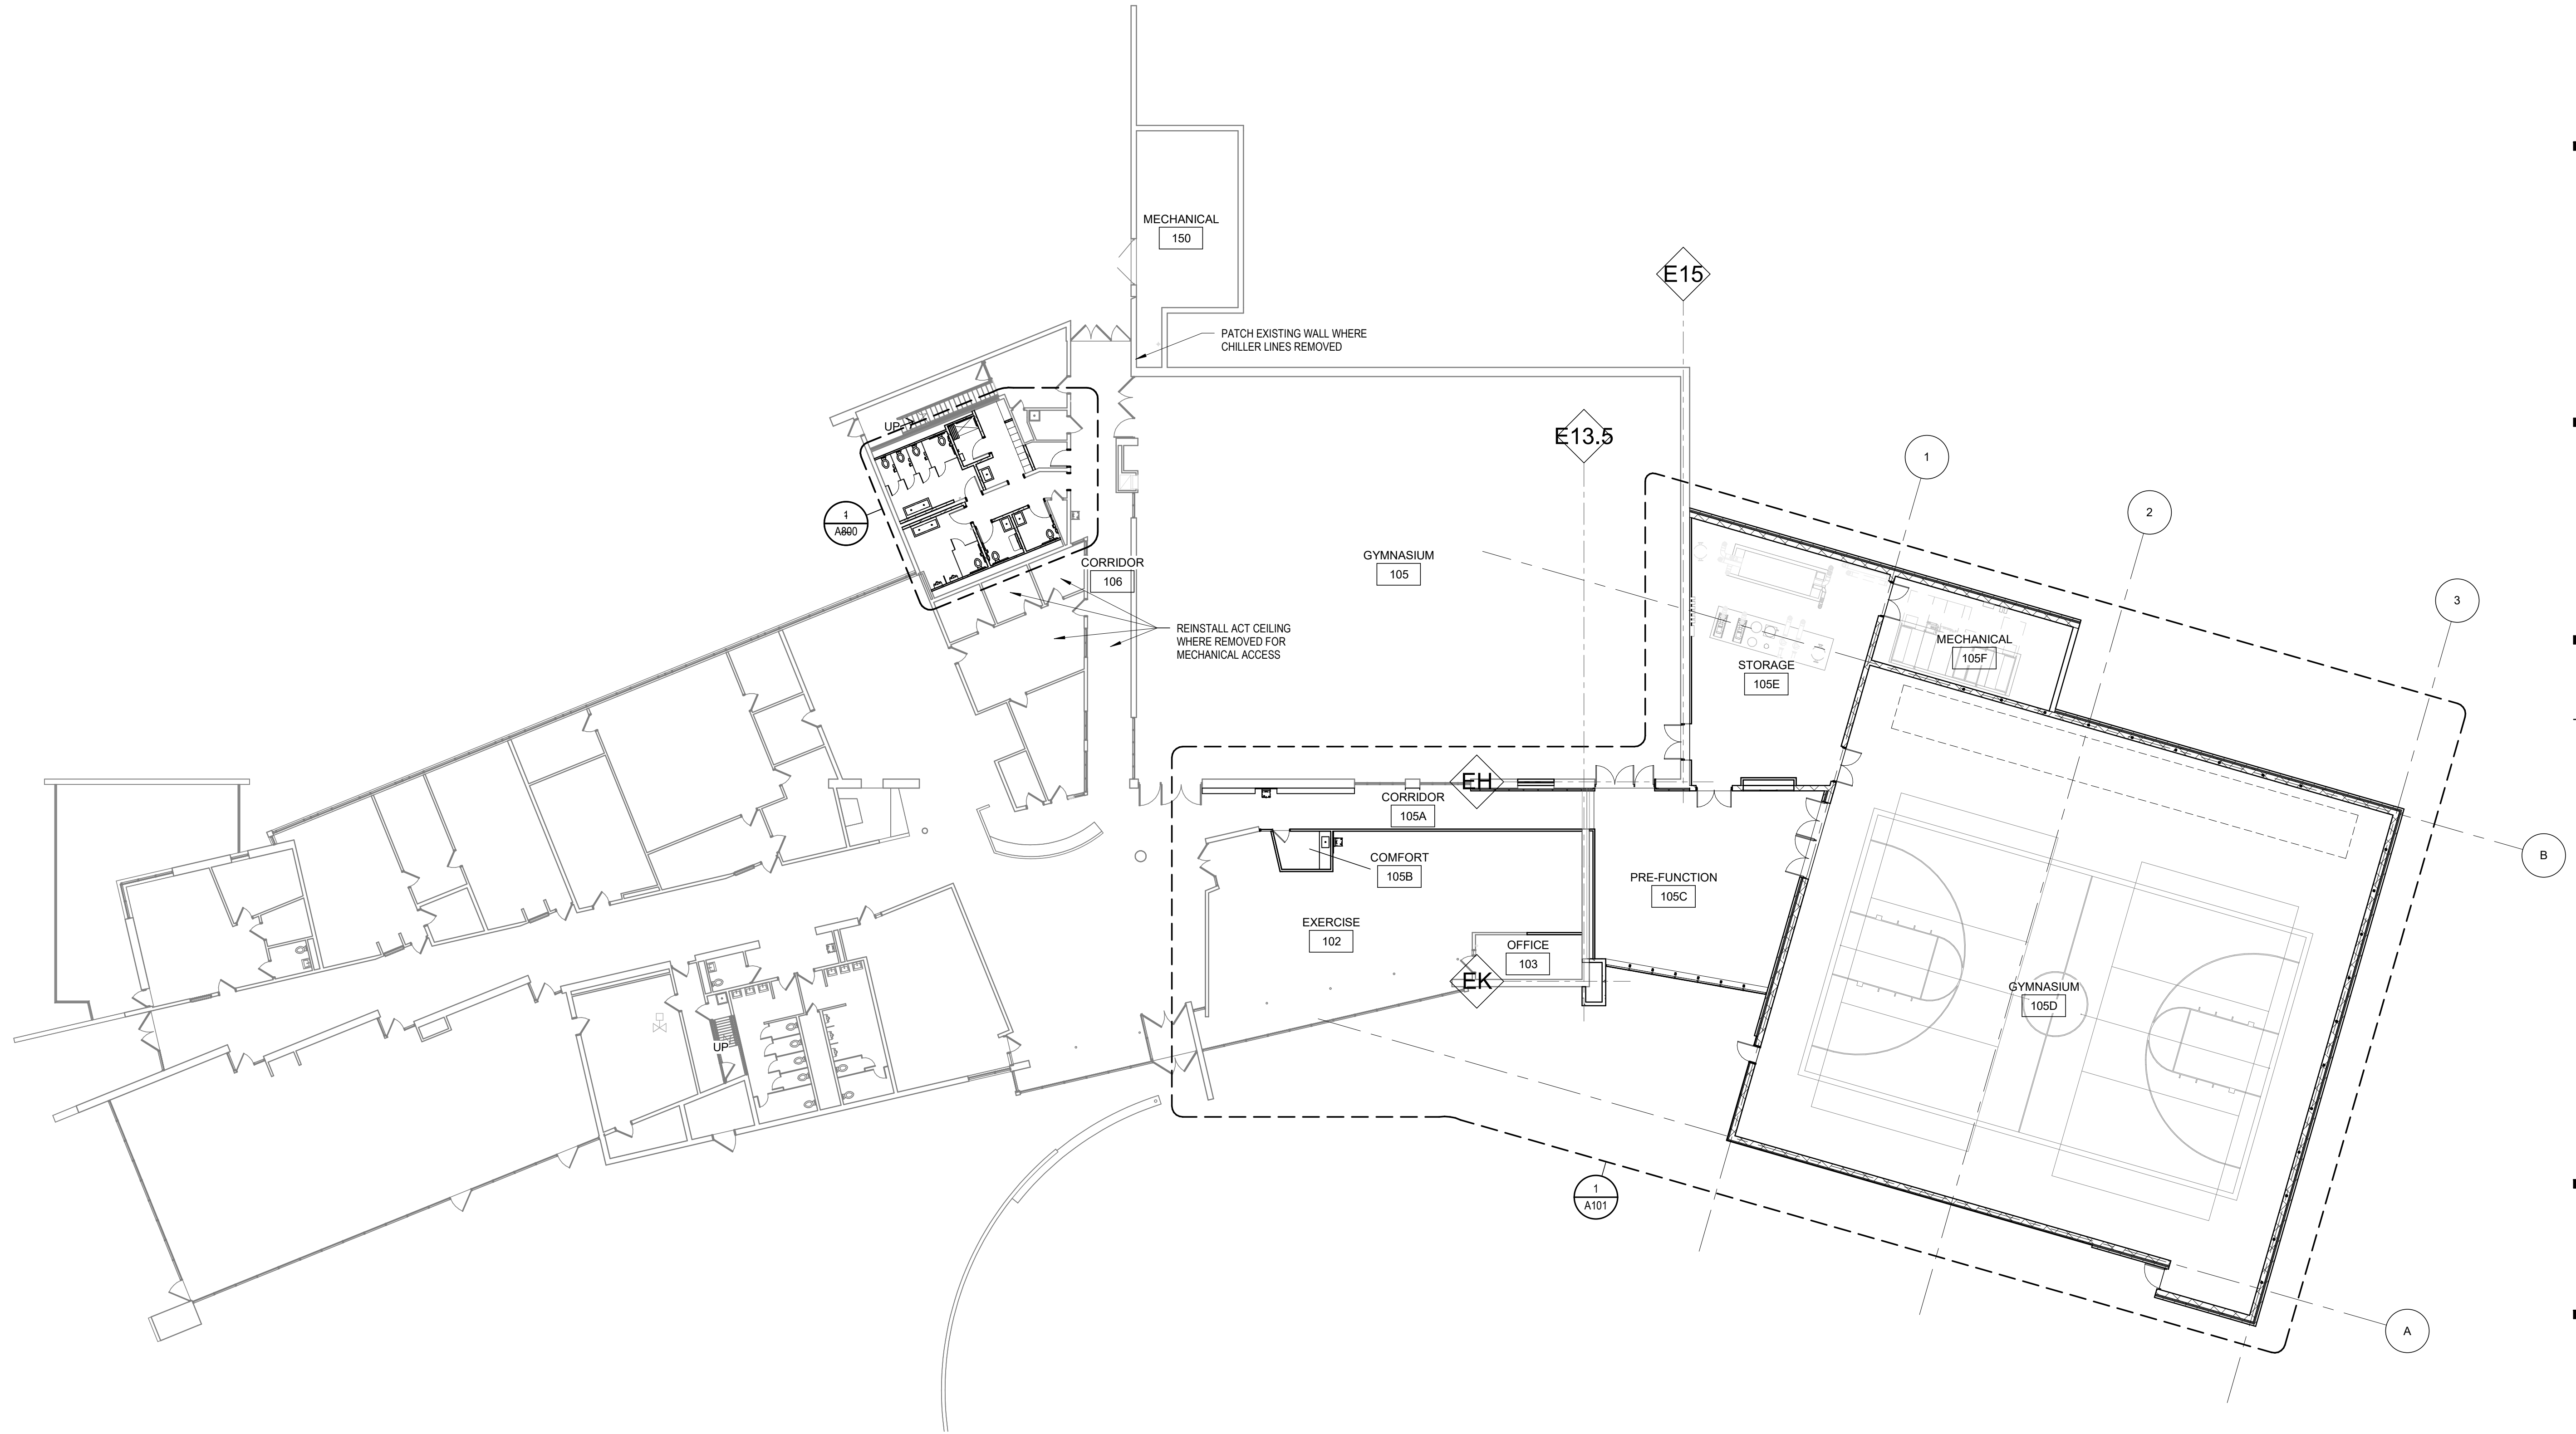 MECHANICAL
150
E15
PATCH EXISTING WALL WHERE
CHILLER LINES REMOVED
UP
E13.5
1
2
3
1
A800
CORRIDOR
106
GYMNASIUM
105
REINSTALL ACT CEILING
WHERE REMOVED FOR
MECHANICAL ACCESS
MECHANICAL
105F
STORAGE
105E
EH
CORRIDOR
105A
COMFORT
105B
PRE-FUNCTION
105C
B
EXERCISE
102
OFFICE
103
EK
GYMNASIUM
105D
UP
1
A101
A